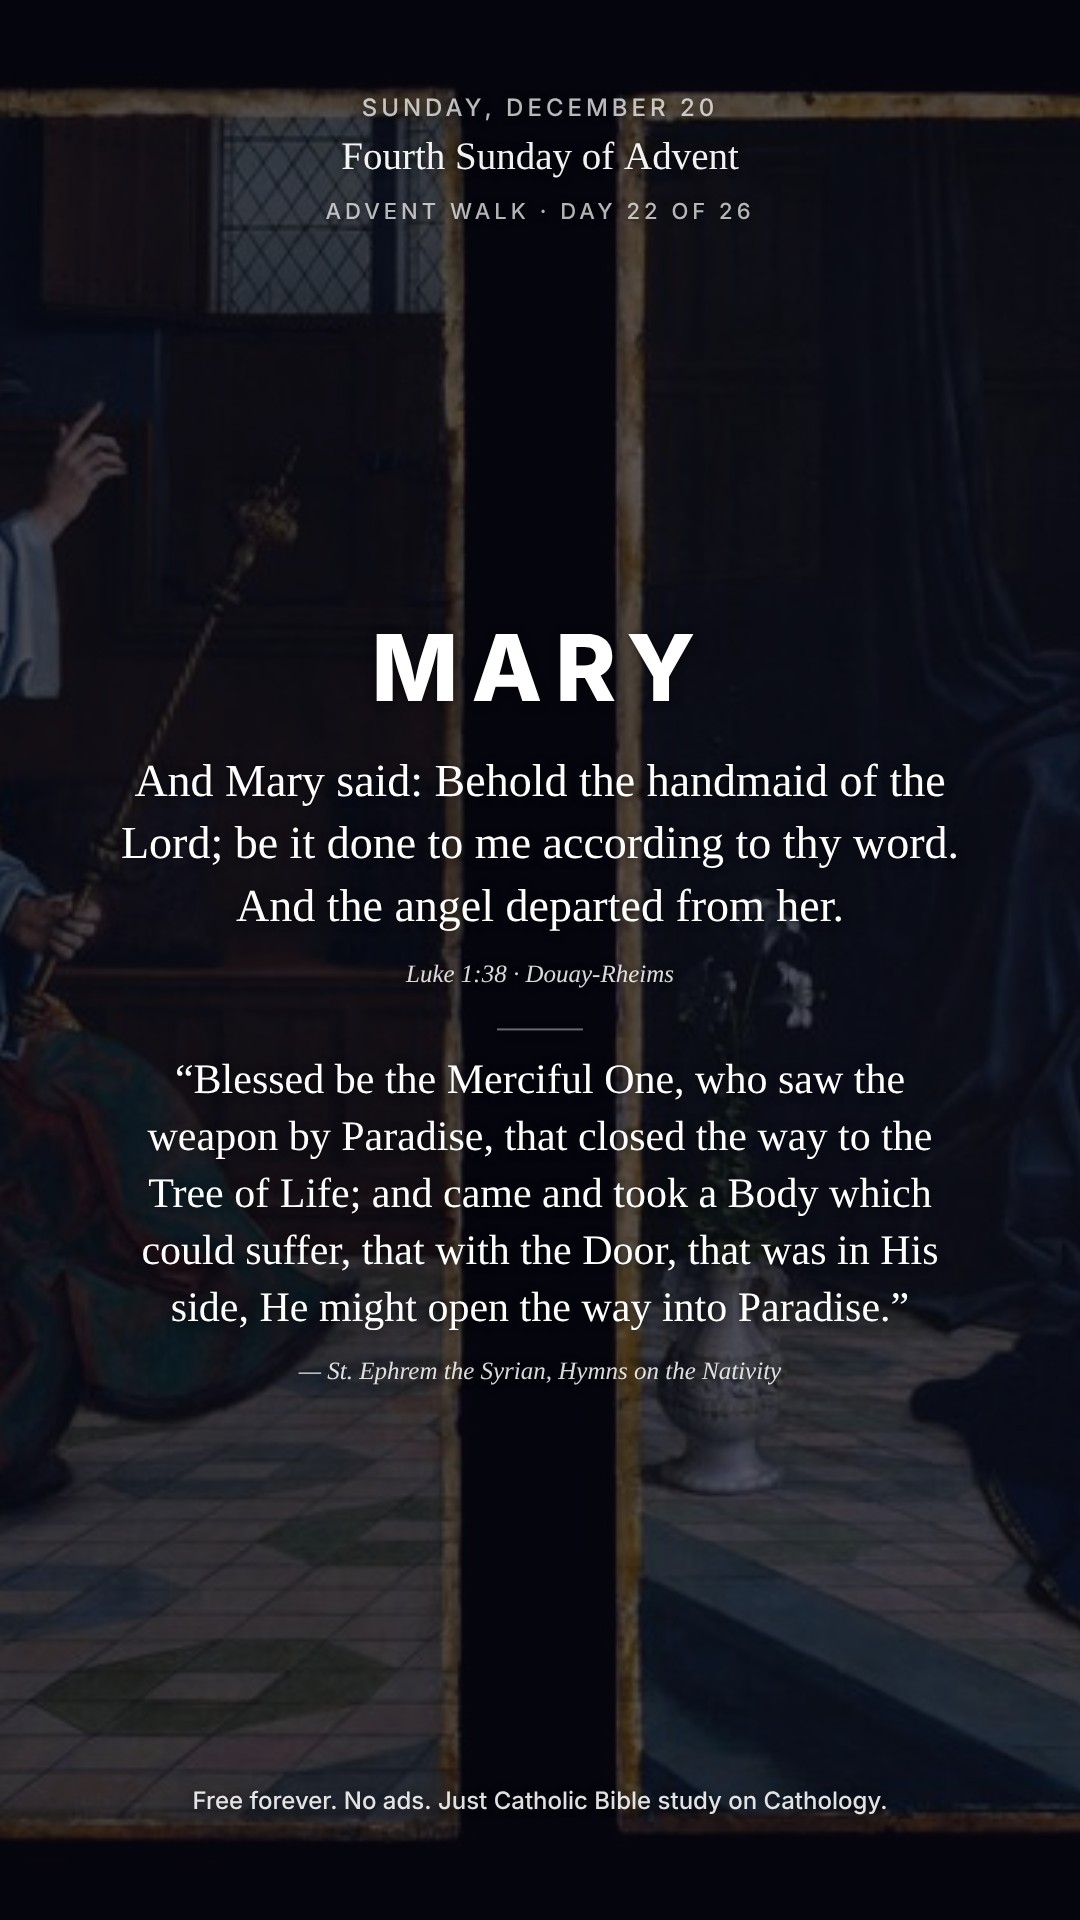 SUNDAY, DECEMBER 20
Fourth Sunday of Advent
ADVENT WALK · DAY 22 OF 26
MARY
And Mary said: Behold the handmaid of the
Lord; be it done to me according to thy word.
And the angel departed from her.
Luke 1:38 · Douay-Rheims
“Blessed be the Merciful One, who saw the
weapon by Paradise, that closed the way to the
Tree of Life; and came and took a Body which
could suffer, that with the Door, that was in His
side, He might open the way into Paradise.”
— St. Ephrem the Syrian, Hymns on the Nativity
Free forever. No ads. Just Catholic Bible study on Cathology.